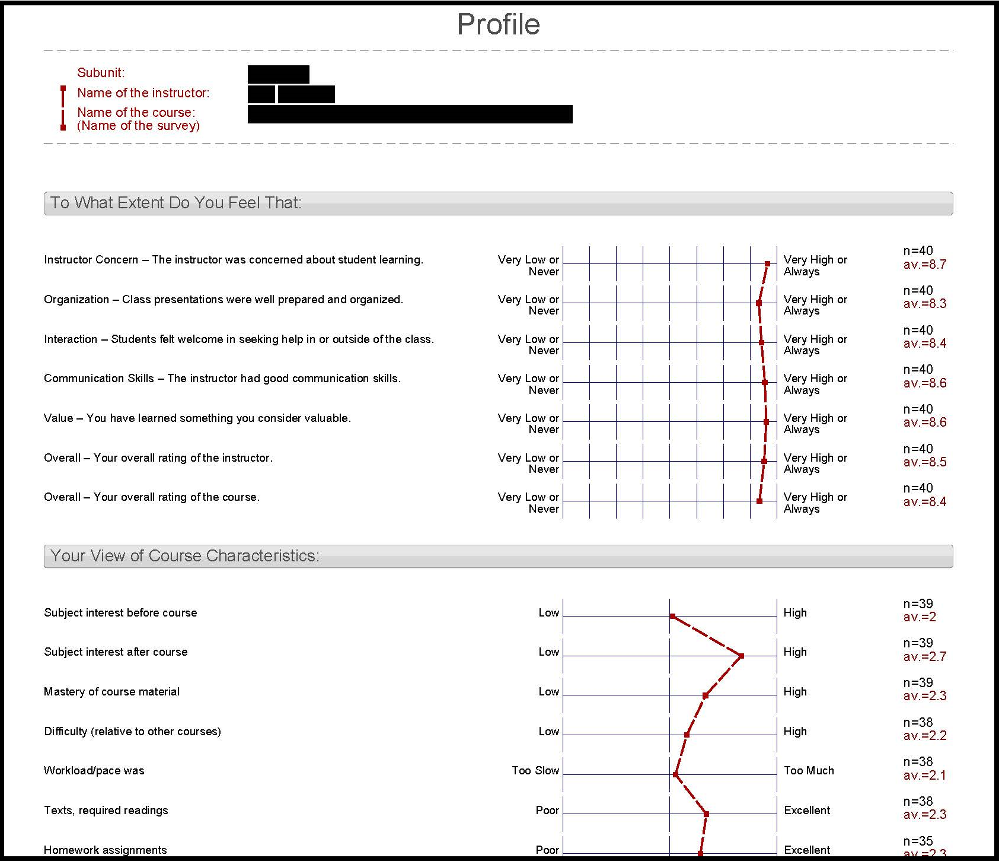 Profile
Subunit:
Name of the instructor:
Name of the course:
(Name of the survey)
To What Extent Do You Feel That:
Instructor Concern – The instructor was concerned about student learning. Very Low or Never Very High or Always n=40 av.=8.7
Organization – Class presentations were well prepared and organized. Very Low or Never Very High or Always n=40 av.=8.3
Interaction – Students felt welcome in seeking help in or outside of the class. Very Low or Never Very High or Always n=40 av.=8.4
Communication Skills – The instructor had good communication skills. Very Low or Never Very High or Always n=40 av.=8.6
Value – You have learned something you consider valuable. Very Low or Never Very High or Always n=40 av.=8.6
Overall – Your overall rating of the instructor. Very Low or Never Very High or Always n=40 av.=8.5
Overall – Your overall rating of the course. Very Low or Never Very High or Always n=40 av.=8.4
Your View of Course Characteristics:
Subject interest before course Low High n=39 av.=2
Subject interest after course Low High n=39 av.=2.7
Mastery of course material Low High n=39 av.=2.3
Difficulty (relative to other courses) Low High n=38 av.=2.2
Workload/pace was Too Slow Too Much n=38 av.=2.1
Texts, required readings Poor Excellent n=38 av.=2.3
Homework assignments Poor Excellent n=35 av.=2.3